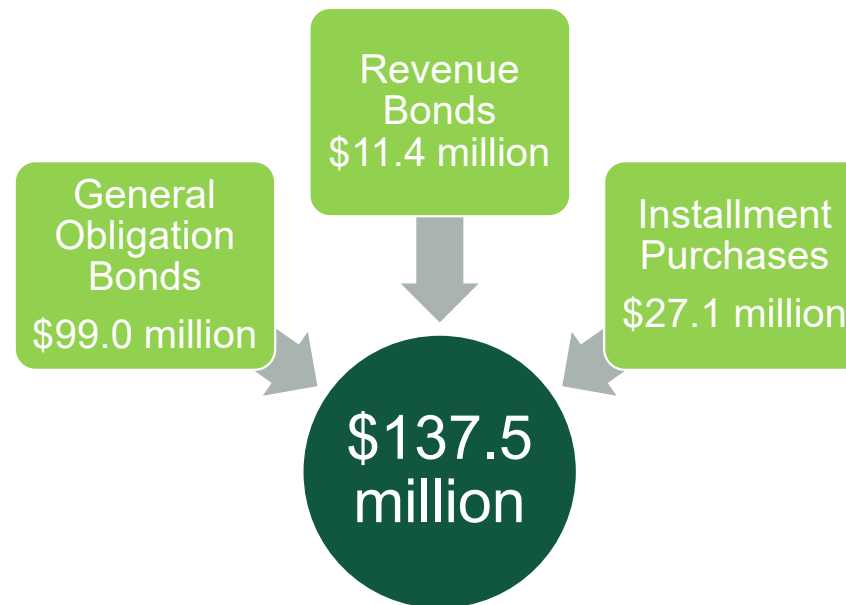 Revenue
Bonds
$11.4 million
General
Obligation
Bonds
$99.0 million
Installment
Purchases
$27.1 million
$137.5
million